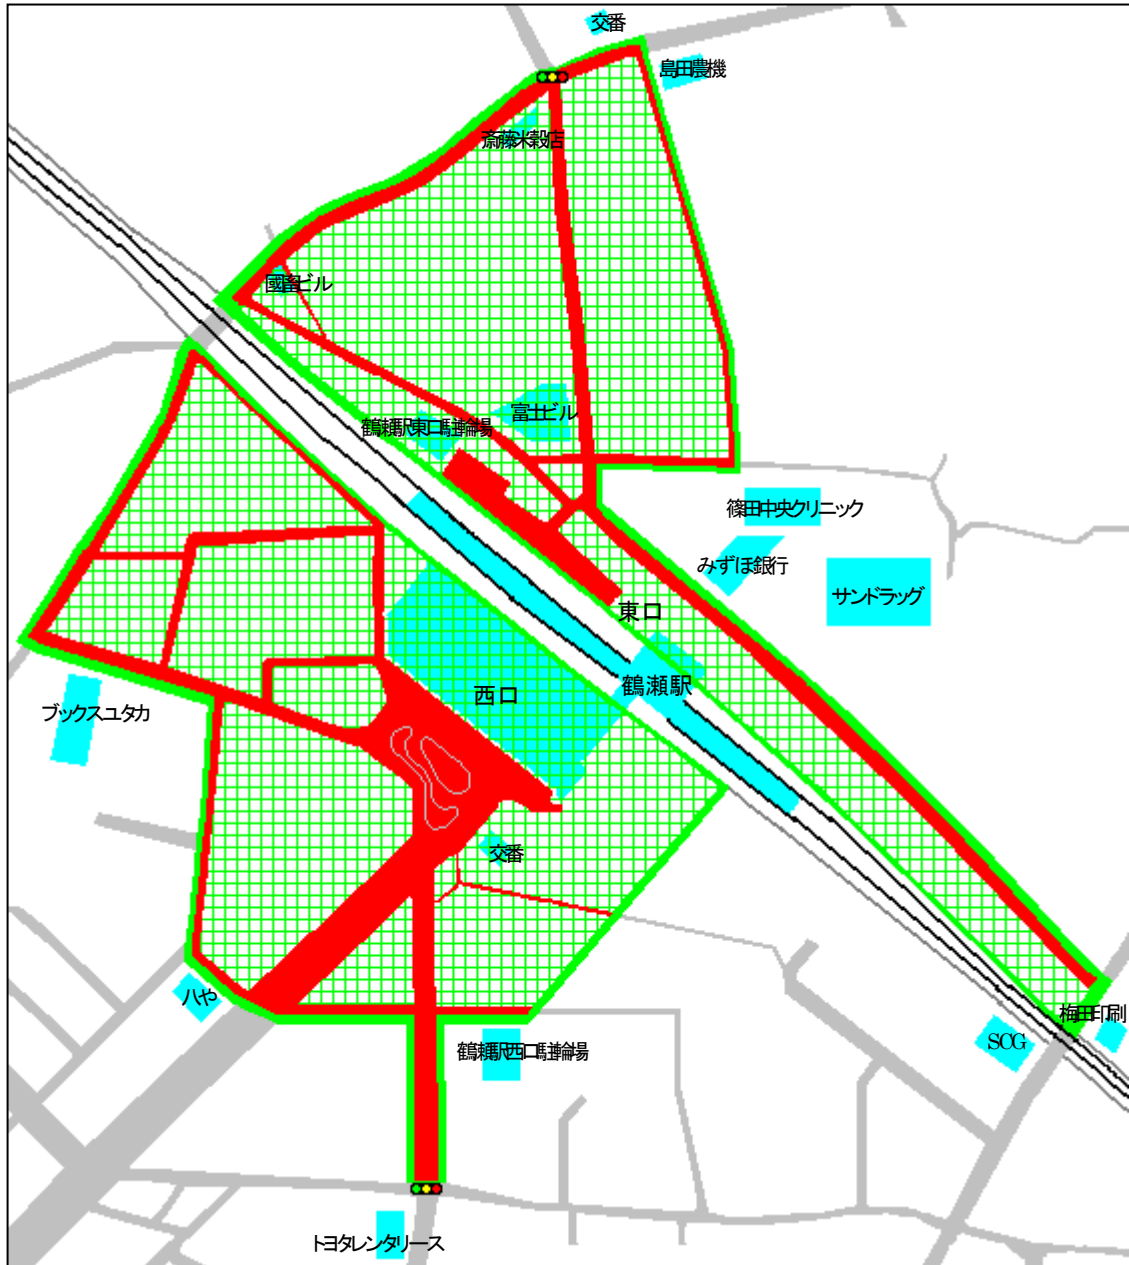 交番
島田農機
斎藤米穀店
國富ビル
富士ビル
鶴瀬駅東口駐輪場
篠田中央クリニック
みずほ銀行
サンドラッグ
東口
鶴瀬駅
西口
ブックスユタカ
交番
八や
梅田印刷
SCG
鶴瀬駅西口駐輪場
トヨタレンタリース